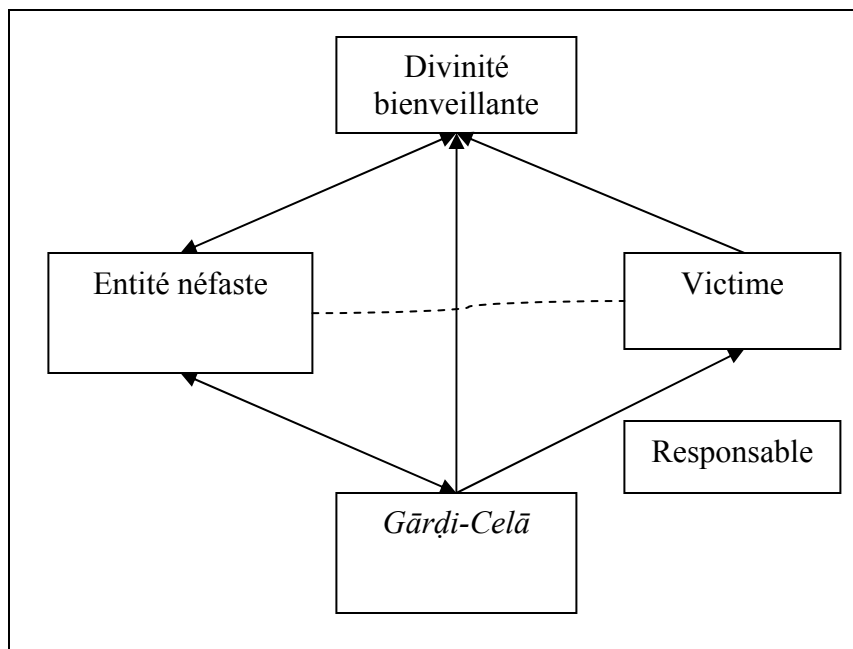 Divinité
bienveillante
Entité néfaste
Victime
Responsable
Gārḍi-Celā